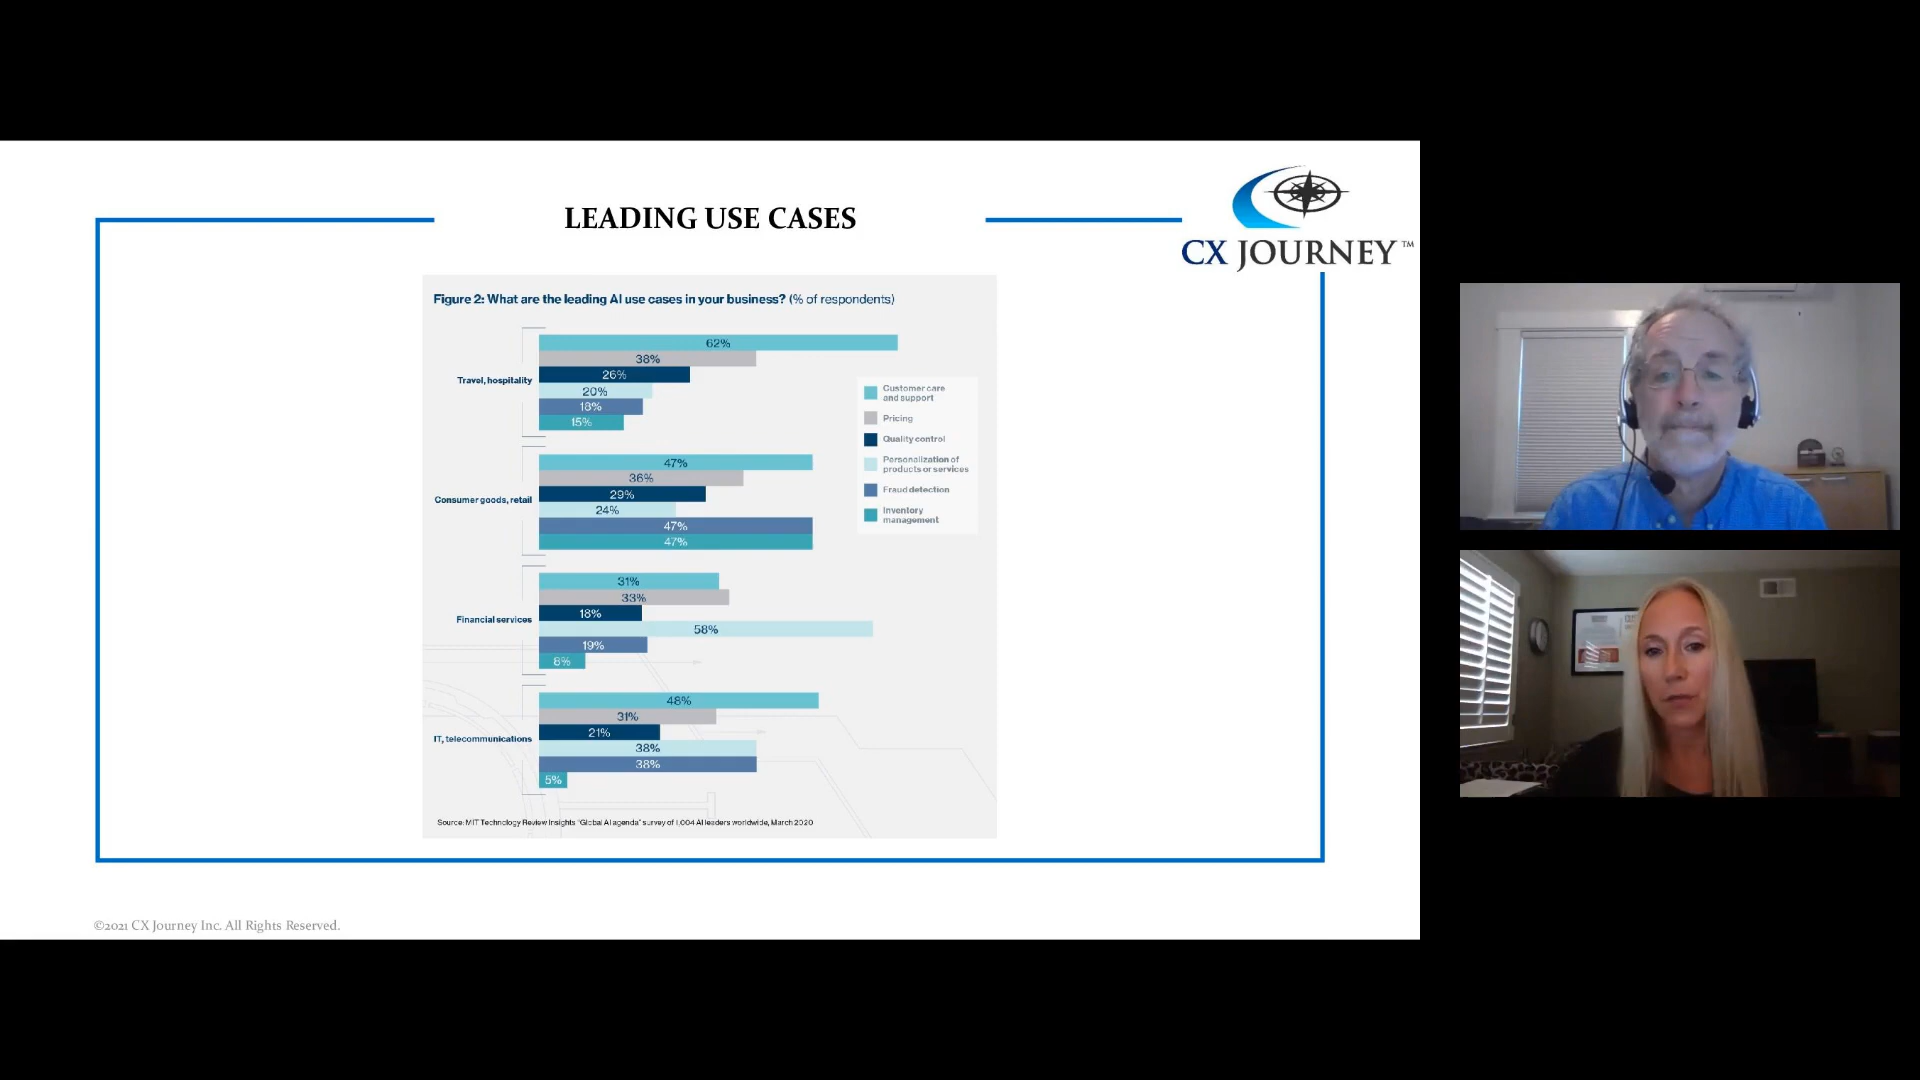 LEADING USE CASES
CX JOURNEY™
Figure 2: What are the leading AI use cases in your business? (% of respondents)
Travel, hospitality
62%
38%
26%
20%
18%
15%
Consumer goods, retail
47%
36%
29%
24%
47%
47%
Financial services
31%
33%
18%
58%
19%
8%
IT, telecommunications
48%
31%
21%
38%
38%
5%
Customer care
and support
Pricing
Quality control
Personalization of
products or services
Fraud detection
Inventory
management
Source: MIT Technology Review Insights "Global AI agenda" survey of 1,004 AI leaders worldwide, March 2020
©2021 CX Journey Inc. All Rights Reserved.